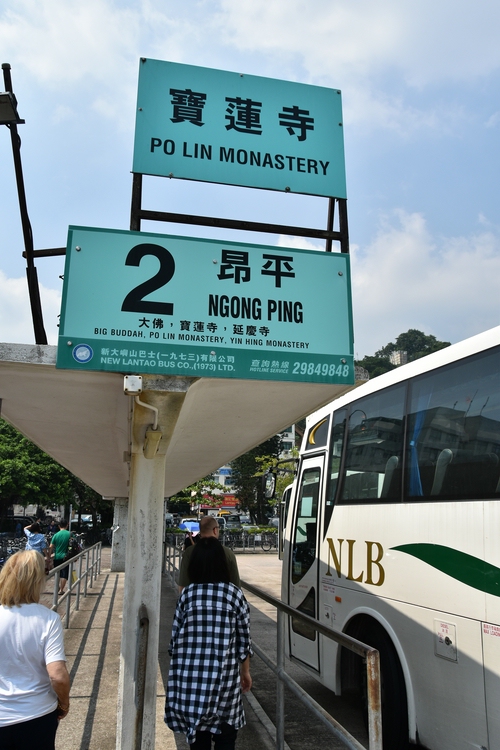 寶蓮寺
PO LIN MONASTERY
2
昂平
NGONG PING
大佛，寶蓮寺，延慶寺
BIG BUDDAH, PO LIN MONASTERY, YIN HING MONASTERY
新大嶼山巴士(一九七三)有限公司
NEW LANTAO BUS CO.,(1973) LTD.
查詢熱線
HOTLINE SERVICE
29849848
NLB